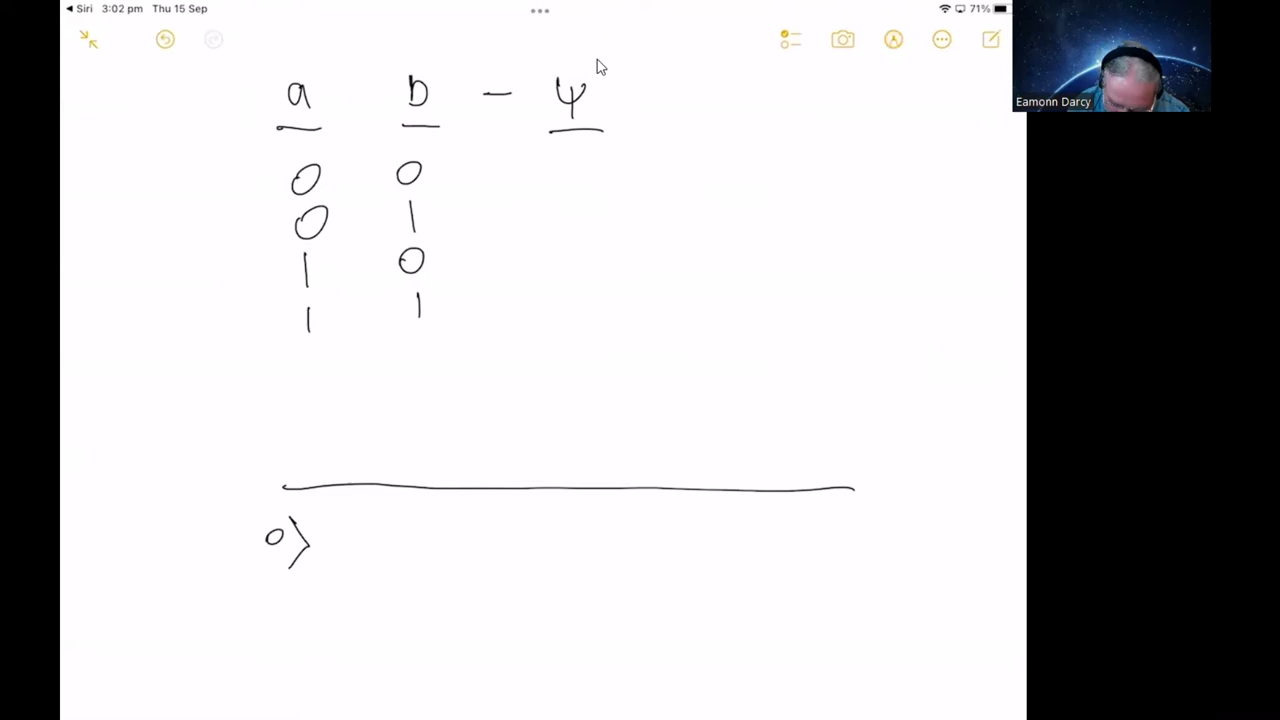 Siri 3:02 pm Thu 15 Sep 71%
Eamonn Darcy
a b - ψ
0 0
0 1
1 0
1 1
0⟩